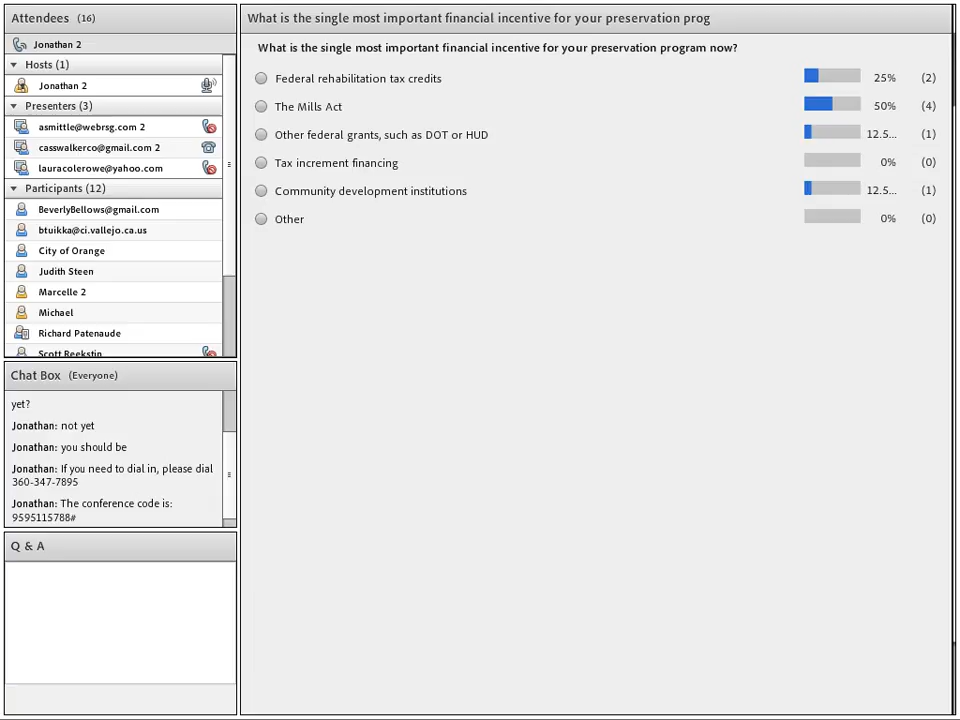 Attendees (16)
Jonathan 2
Hosts (1)
Jonathan 2
Presenters (3)
asmittle@webrsg.com 2
casswalkerco@gmail.com 2
lauracolerowe@yahoo.com
Participants (12)
BeverlyBellows@gmail.com
btuikka@ci.vallejo.ca.us
City of Orange
Judith Steen
Marcelle 2
Michael
Richard Patenaude
Scott Reekstin
Chat Box (Everyone)
yet?
Jonathan: not yet
Jonathan: you should be
Jonathan: If you need to dial in, please dial
360-347-7895
Jonathan: The conference code is:
9595115788#
Q & A
What is the single most important financial incentive for your preservation prog
What is the single most important financial incentive for your preservation program now?
Federal rehabilitation tax credits 25% (2)
The Mills Act 50% (4)
Other federal grants, such as DOT or HUD 12.5... (1)
Tax increment financing 0% (0)
Community development institutions 12.5... (1)
Other 0% (0)